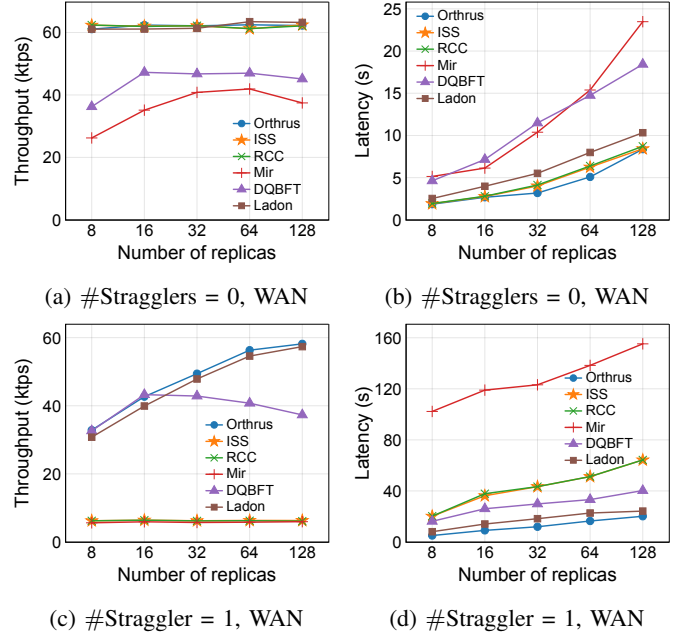 Throughput (ktps)
60
40
20
0
8 16 32 64 128
Number of replicas
Orthrus
ISS
RCC
Mir
DQBFT
Ladon
(a) #Stragglers = 0, WAN
Latency (s)
25
20
15
10
5
0
8 16 32 64 128
Number of replicas
Orthrus
ISS
RCC
Mir
DQBFT
Ladon
(b) #Stragglers = 0, WAN
Throughput (ktps)
60
40
20
0
8 16 32 64 128
Number of replicas
Orthrus
ISS
RCC
Mir
DQBFT
Ladon
(c) #Straggler = 1, WAN
Latency (s)
160
120
80
40
0
8 16 32 64 128
Number of replicas
Orthrus
ISS
RCC
Mir
DQBFT
Ladon
(d) #Straggler = 1, WAN